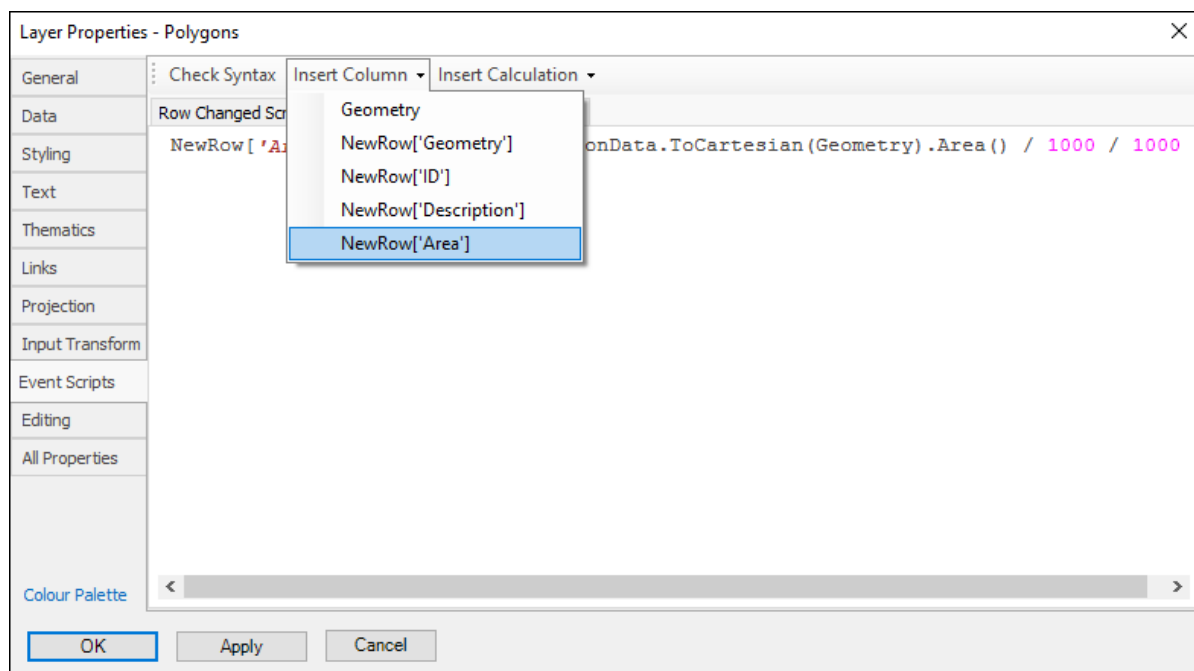 Layer Properties - Polygons
General
Data
Styling
Text
Thematics
Links
Projection
Input Transform
Event Scripts
Editing
All Properties
Colour Palette
Check Syntax Insert Column Insert Calculation
Row Changed
Geometry
NewRow['Geometry']
NewRow['ID']
NewRow['Description']
NewRow['Area']
NewRow[ .ToCartesian(Geometry).Area() / 1000 / 1000
OK Apply Cancel